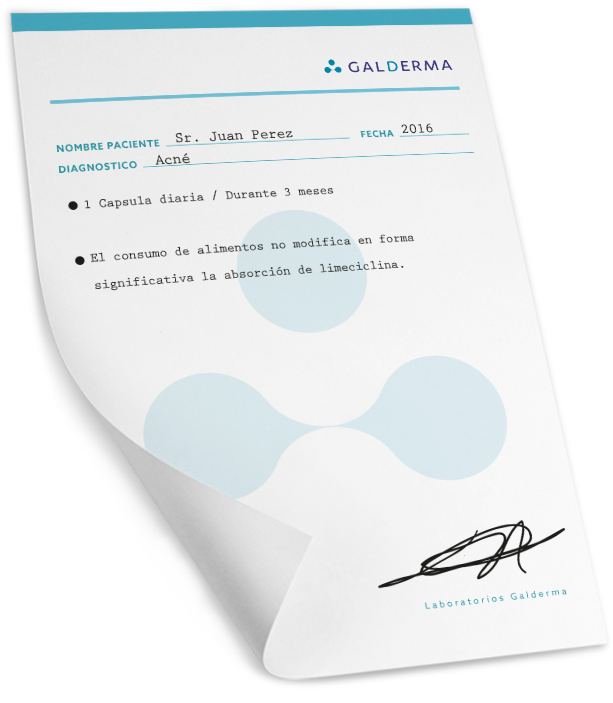 GALDERMA
NOMBRE PACIENTE Sr. Juan Perez FECHA 2016
DIAGNOSTICO Acné
● 1 Capsula diaria / Durante 3 meses
● El consumo de alimentos no modifica en forma
significativa la absorción de limeciclina.
Laboratorios Galderma